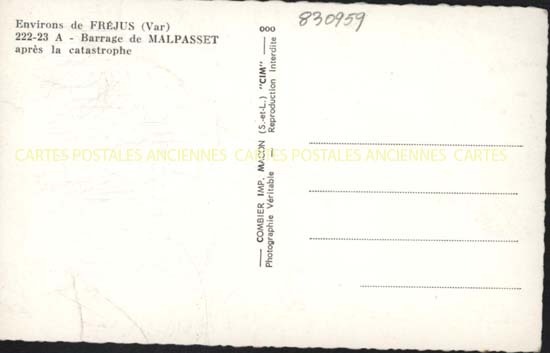 Environs de FRÉJUS (Var)
222-23 A - Barrage de MALPASSET
après la catastrophe
830959
ooo
COMBIER IMP. MACON (S.-et-L.) "CIM"
Photographie Véritable - Reproduction Interdite
CARTES POSTALES ANCIENNES CARTES POSTALES ANCIENNES